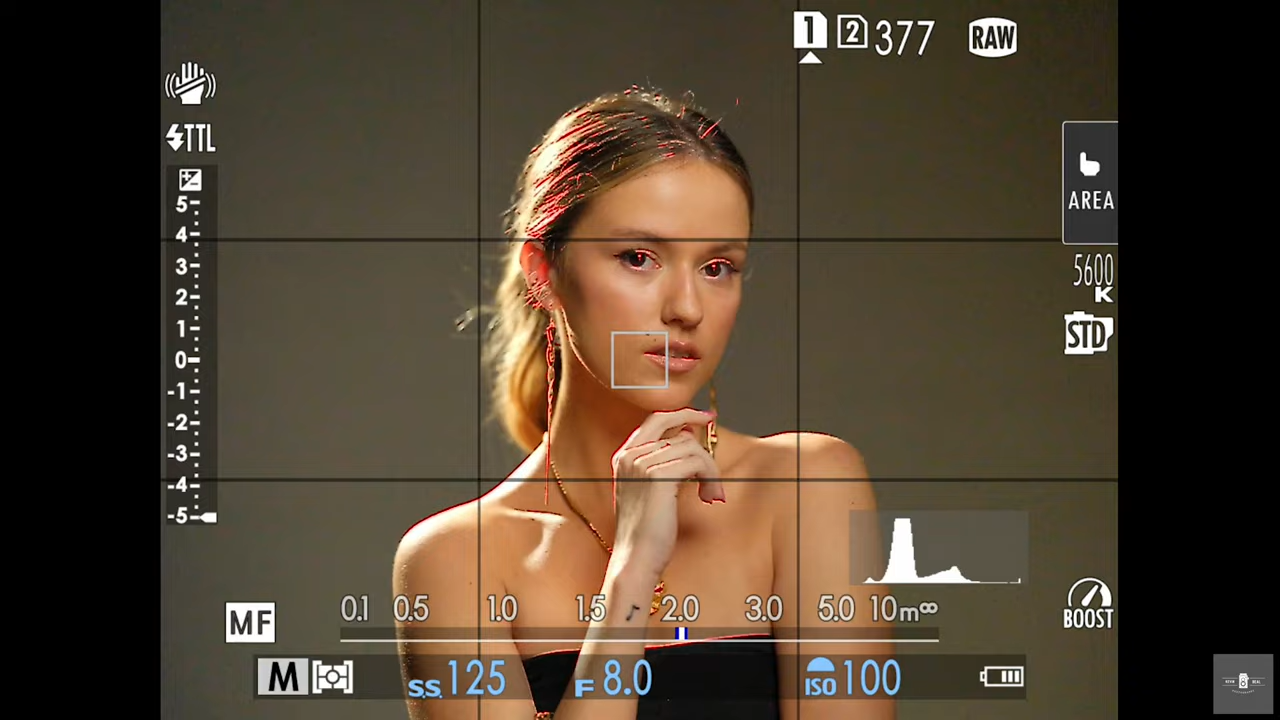 1 2 377 RAW
TTL
5
4
3
2
1
0
-1
-2
-3
-4
-5
AREA
5600
K
STD
BOOST
MF
0.1 0.5 1.0 1.5 2.0 3.0 5.0 10m∞
M S.S. 125 F 8.0 ISO 100